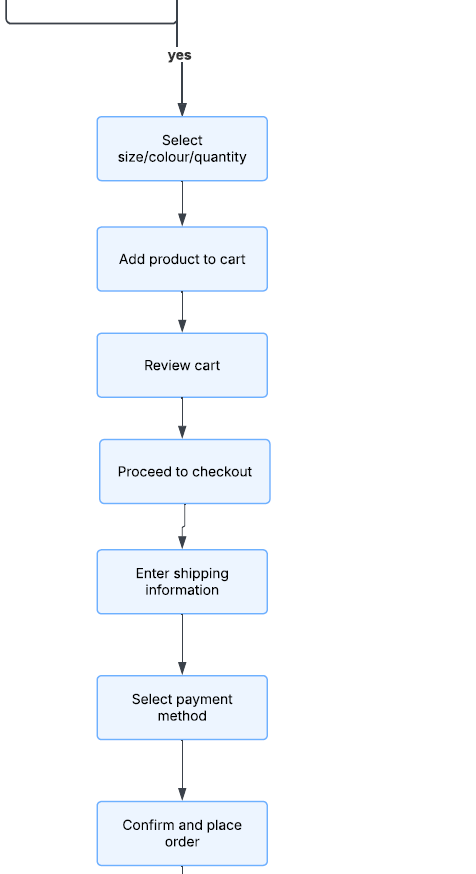 yes
Select
size/colour/quantity
Add product to cart
Review cart
Proceed to checkout
Enter shipping
information
Select payment
method
Confirm and place
order